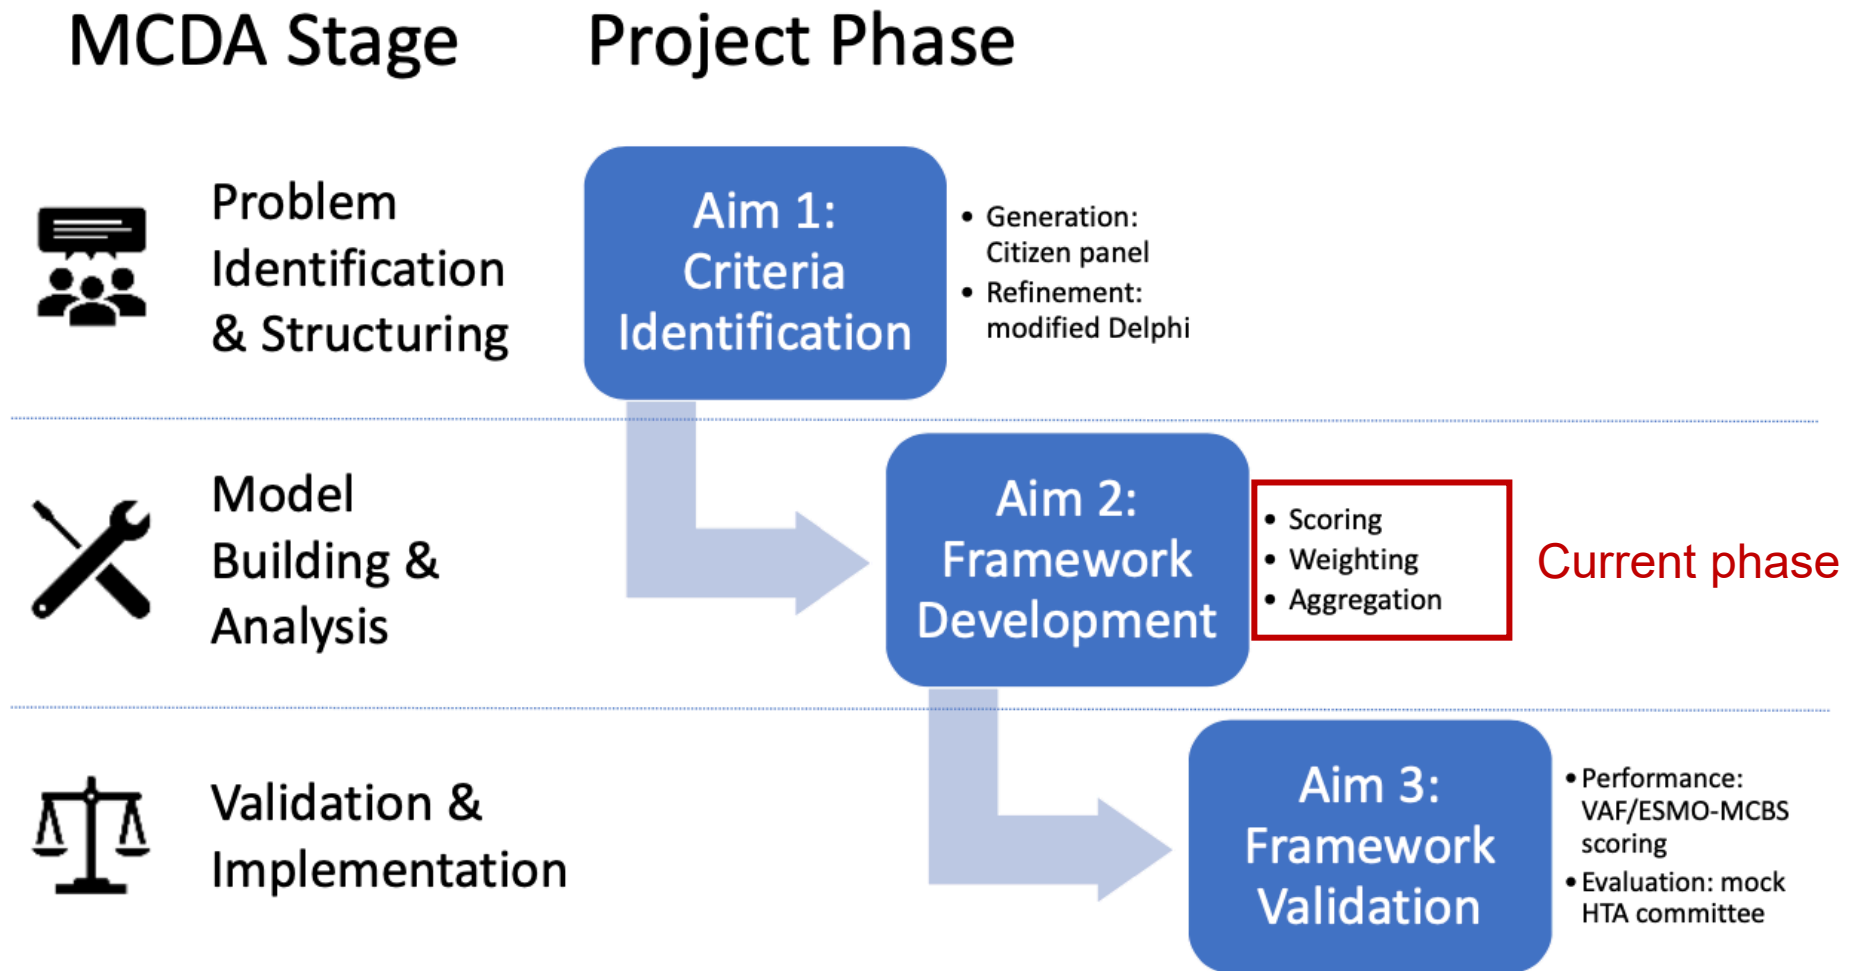 MCDA Stage
Project Phase
Problem
Identification
& Structuring
Aim 1:
Criteria
Identification
• Generation:
Citizen panel
• Refinement:
modified Delphi
Model
Building &
Analysis
Aim 2:
Framework
Development
• Scoring
• Weighting
• Aggregation
Current phase
Validation &
Implementation
Aim 3:
Framework
Validation
• Performance:
VAF/ESMO-MCBS
scoring
• Evaluation: mock
HTA committee